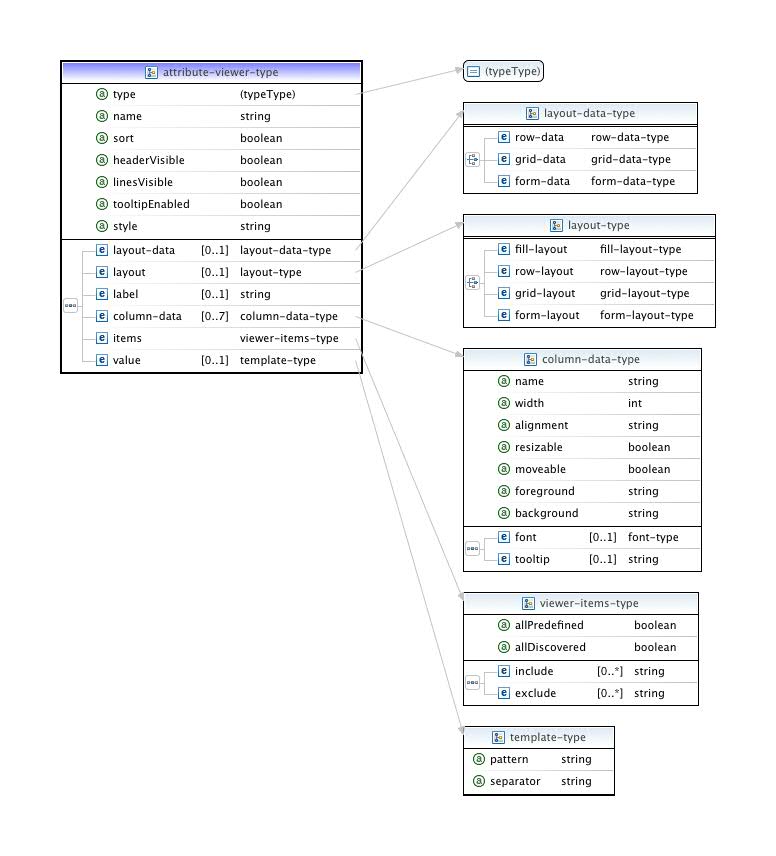 attribute-viewer-type
type (typeType)
name string
sort boolean
headerVisible boolean
linesVisible boolean
tooltipEnabled boolean
style string
layout-data [0..1] layout-data-type
layout [0..1] layout-type
label [0..1] string
column-data [0..7] column-data-type
items viewer-items-type
value [0..1] template-type
(typeType)
layout-data-type
row-data row-data-type
grid-data grid-data-type
form-data form-data-type
layout-type
fill-layout fill-layout-type
row-layout row-layout-type
grid-layout grid-layout-type
form-layout form-layout-type
column-data-type
name string
width int
alignment string
resizable boolean
moveable boolean
foreground string
background string
font [0..1] font-type
tooltip [0..1] string
viewer-items-type
allPredefined boolean
allDiscovered boolean
include [0..*] string
exclude [0..*] string
template-type
pattern string
separator string